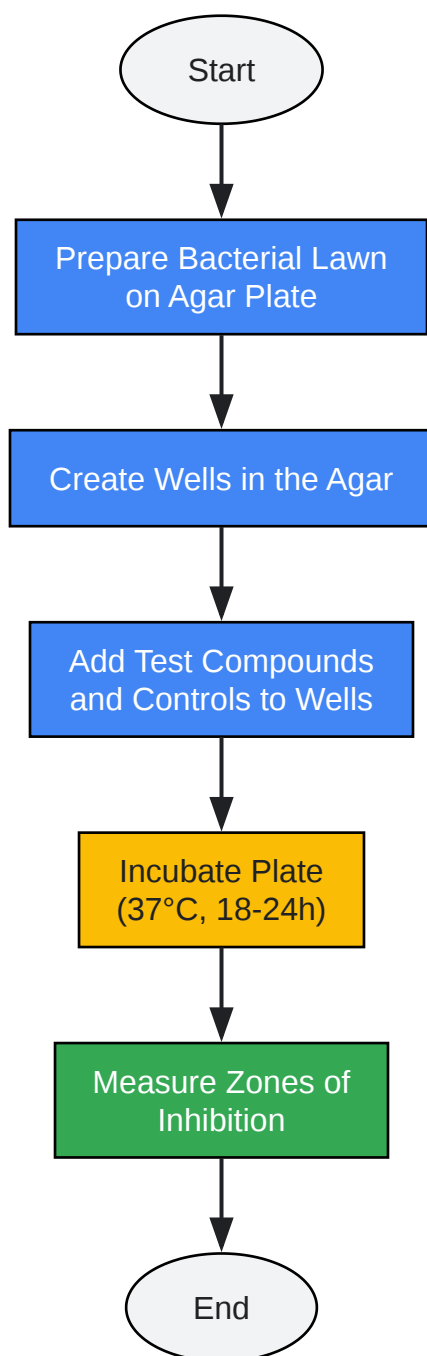 Start
Prepare Bacterial Lawn
on Agar Plate
Create Wells in the Agar
Add Test Compounds
and Controls to Wells
Incubate Plate
(37°C, 18-24h)
Measure Zones of
Inhibition
End